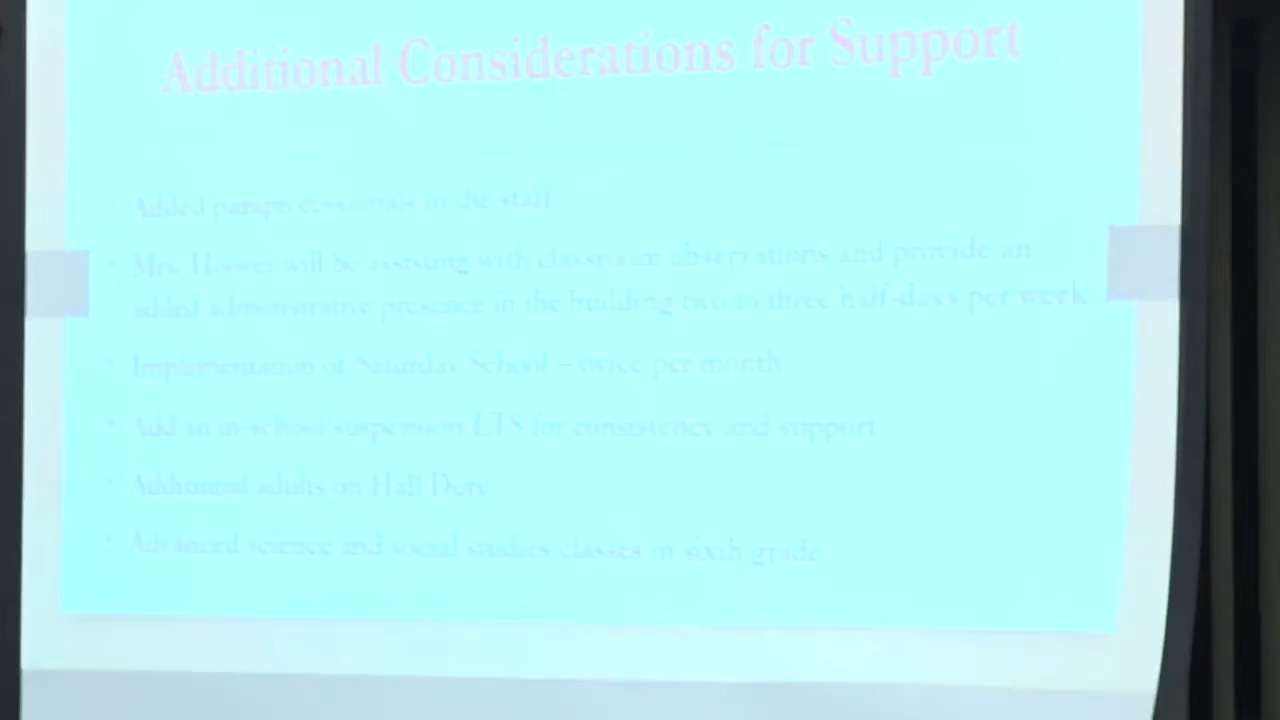 Additional Considerations for Support
Added paraprofessionals to the staff
Mrs. will be assisting with classroom observations and provide an
added administrative presence in the building two to three half-days per week
Implementation of Saturday School – twice per month
Add an in-school suspension LTS for consistency and support
Additional adults on Hall Duty
Advanced science and social studies classes in sixth grade